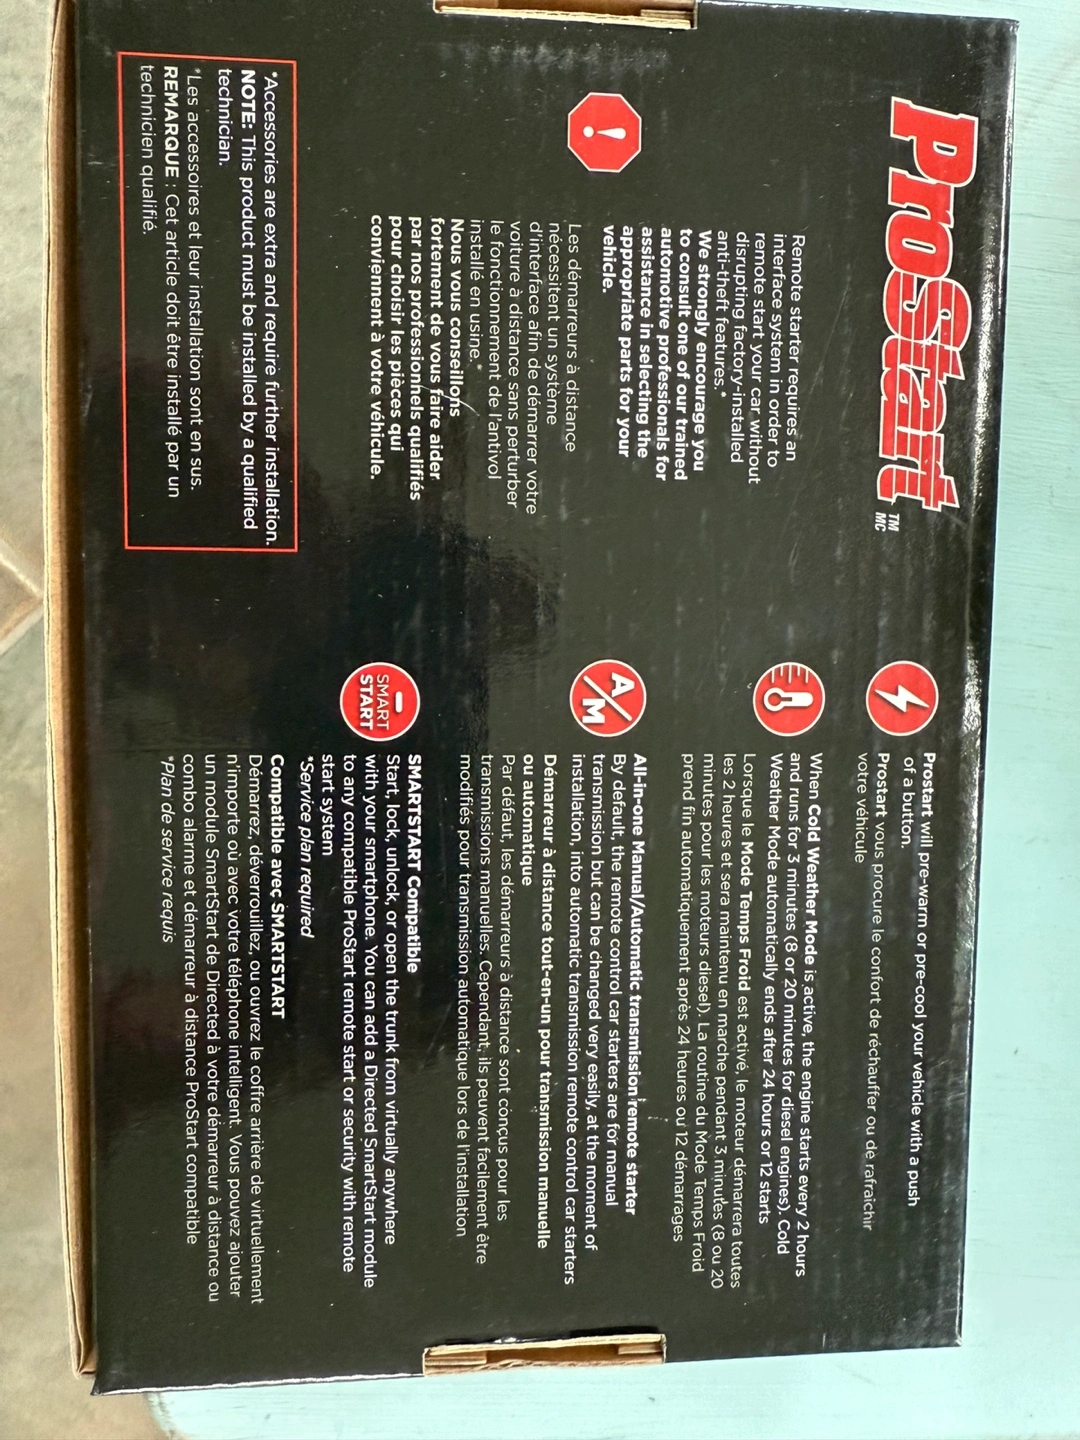 ProStart
TM
MC
Remote starter requires an
interface system in order to
remote start your car without
disrupting factory-installed
anti-theft features.*
We strongly encourage you
to consult one of our trained
automotive professionals for
assistance in selecting the
appropriate parts for your
vehicle.
!
Les démarreurs à distance
nécessitent un système
d'interface afin de démarrer votre
voiture à distance sans perturber
le fonctionnement de l'antivol
installé en usine.*
Nous vous conseillons
fortement de vous faire aider
par nos professionnels qualifiés
pour choisir les pièces qui
conviennent à votre véhicule.
*Accessories are extra and require further installation.
NOTE: This product must be installed by a qualified
technician.
*Les accessoires et leur installation sont en sus.
REMARQUE : Cet article doit être installé par un
technicien qualifié.
Prostart will pre-warm or pre-cool your vehicle with a push
of a button.
Prostart vous procure le confort de réchauffer ou de rafraichir
votre véhicule
When Cold Weather Mode is active, the engine starts every 2 hours
and runs for 3 minutes (8 or 20 minutes for diesel engines). Cold
Weather Mode automatically ends after 24 hours or 12 starts
Lorsque le Mode Temps Froid est activé, le moteur démarrera toutes
les 2 heures et sera maintenu en marche pendant 3 minutes (8 ou 20
minutes pour les moteurs diesel). La routine du Mode Temps Froid
prend fin automatiquement après 24 heures ou 12 démarrages
A/M
All-in-one Manual/Automatic transmission remote starter
By default, the remote control car starters are for manual
transmission but can be changed very easily, at the moment of
installation, into automatic transmission remote control car starters
Démarreur à distance tout-en-un pour transmission manuelle
ou automatique
Par défaut, les démarreurs à distance sont conçus pour les
transmissions manuelles. Cependant, ils peuvent facilement être
modifiés pour transmission automatique lors de l'installation
SMART
START
SMARTSTART Compatible
Start, lock, unlock, or open the trunk from virtually anywhere
with your smartphone. You can add a Directed SmartStart module
to any compatible ProStart remote start or security with remote
start system
*Service plan required
Compatible avec SMARTSTART
Démarrez, déverrouillez, ou ouvrez le coffre arrière de virtuellement
n'importe où avec votre téléphone intelligent. Vous pouvez ajouter
un module SmartStart de Directed à votre démarreur à distance ou
combo alarme et démarreur à distance ProStart compatible
*Plan de service requis